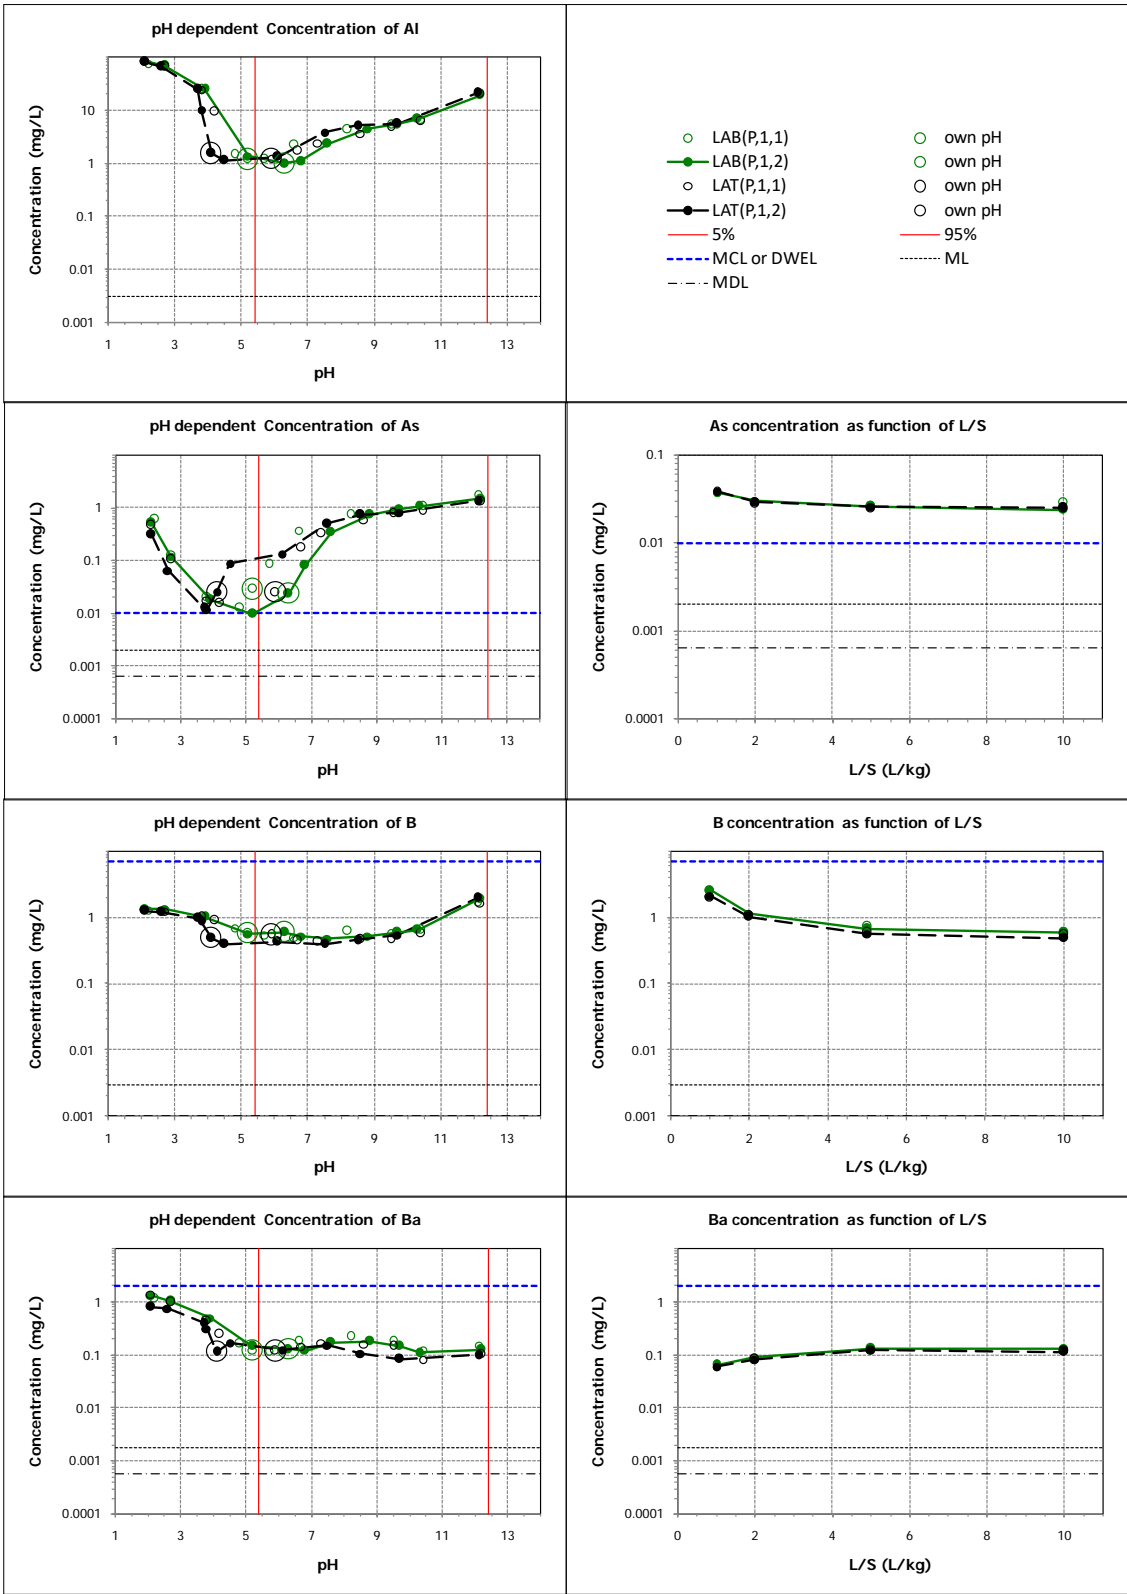 pH dependent Concentration of Al
Concentration (mg/L)
10
1
0.1
0.01
0.001
1 3 5 7 9 11 13
pH
LAB(P,1,1) own pH
LAB(P,1,2) own pH
LAT(P,1,1) own pH
LAT(P,1,2) own pH
5% 95%
MCL or DWEL ML
MDL
pH dependent Concentration of As
Concentration (mg/L)
1
0.1
0.01
0.001
0.0001
1 3 5 7 9 11 13
pH
As concentration as function of L/S
Concentration (mg/L)
0.1
0.01
0.001
0.0001
0 2 4 6 8 10
L/S (L/kg)
pH dependent Concentration of B
Concentration (mg/L)
1
0.1
0.01
0.001
1 3 5 7 9 11 13
pH
B concentration as function of L/S
Concentration (mg/L)
1
0.1
0.01
0.001
0 2 4 6 8 10
L/S (L/kg)
pH dependent Concentration of Ba
Concentration (mg/L)
1
0.1
0.01
0.001
0.0001
1 3 5 7 9 11 13
pH
Ba concentration as function of L/S
Concentration (mg/L)
1
0.1
0.01
0.001
0.0001
0 2 4 6 8 10
L/S (L/kg)